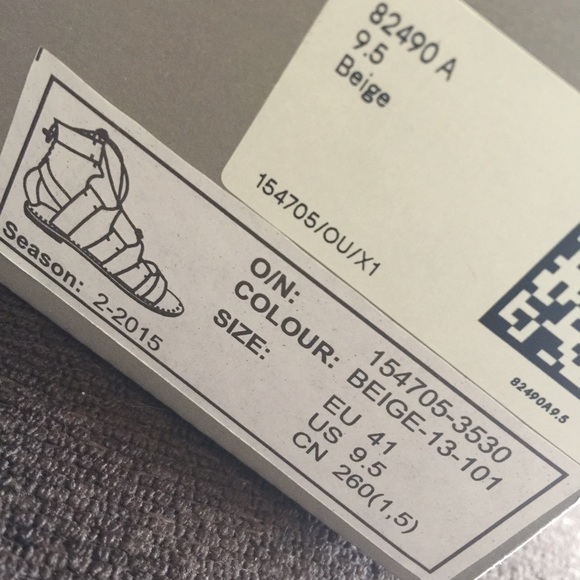 82490 A
9.5
Beige
154705/OU/X1
82490A9.5
Season: 2-2015
O/N: 154705-3530
COLOUR: BEIGE-13-101
SIZE: EU 41
US 9.5
CN 260(1,5)